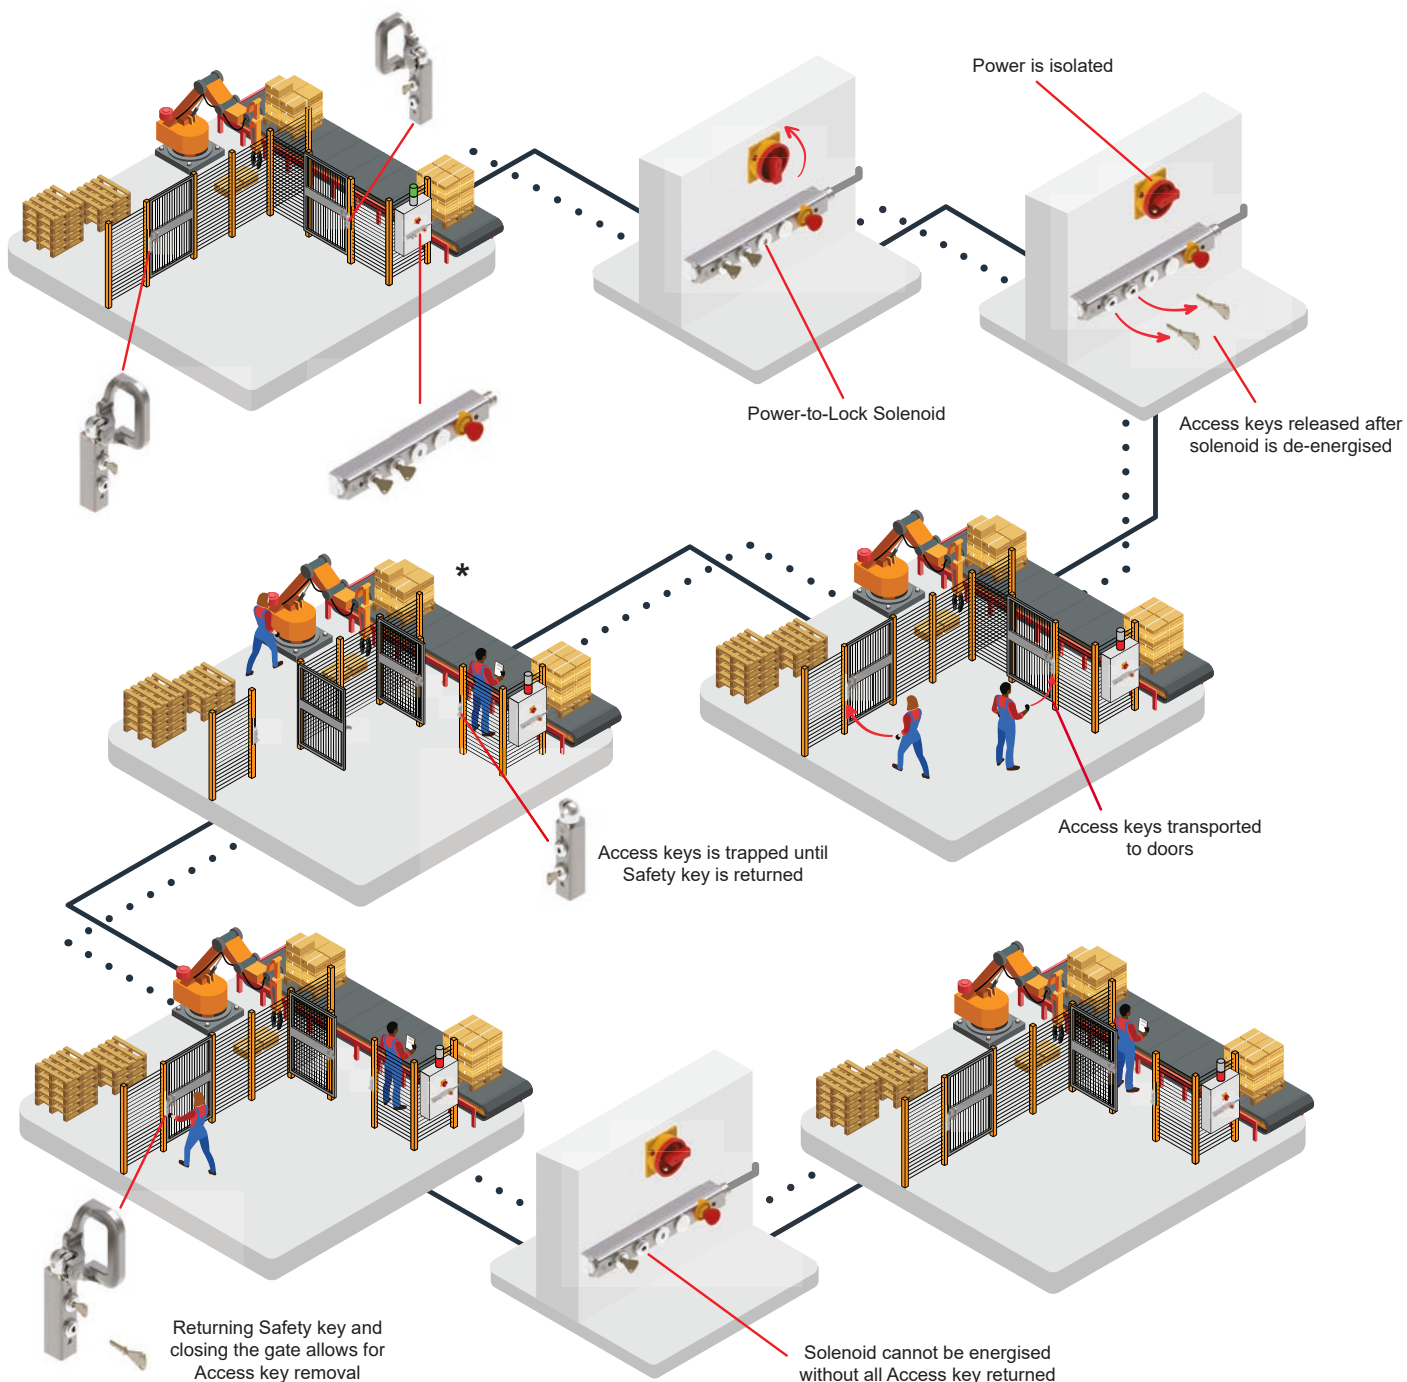 Power is isolated
Power-to-Lock Solenoid
Access keys released after
solenoid is de-energised
*
Access keys transported
to doors
Access keys is trapped until
Safety key is returned
Returning Safety key and
closing the gate allows for
Access key removal
Solenoid cannot be energised
without all Access key returned